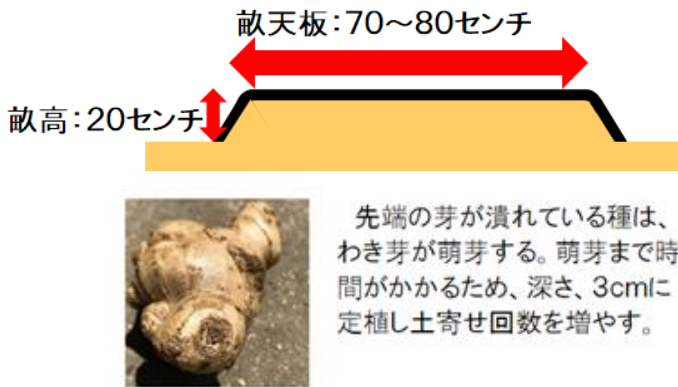 畝天板：70～80センチ
畝高：20センチ
先端の芽が潰れている種は、
わき芽が萌芽する。萌芽まで時
間がかかるため、深さ、3cmに
定植し土寄せ回数を増やす。